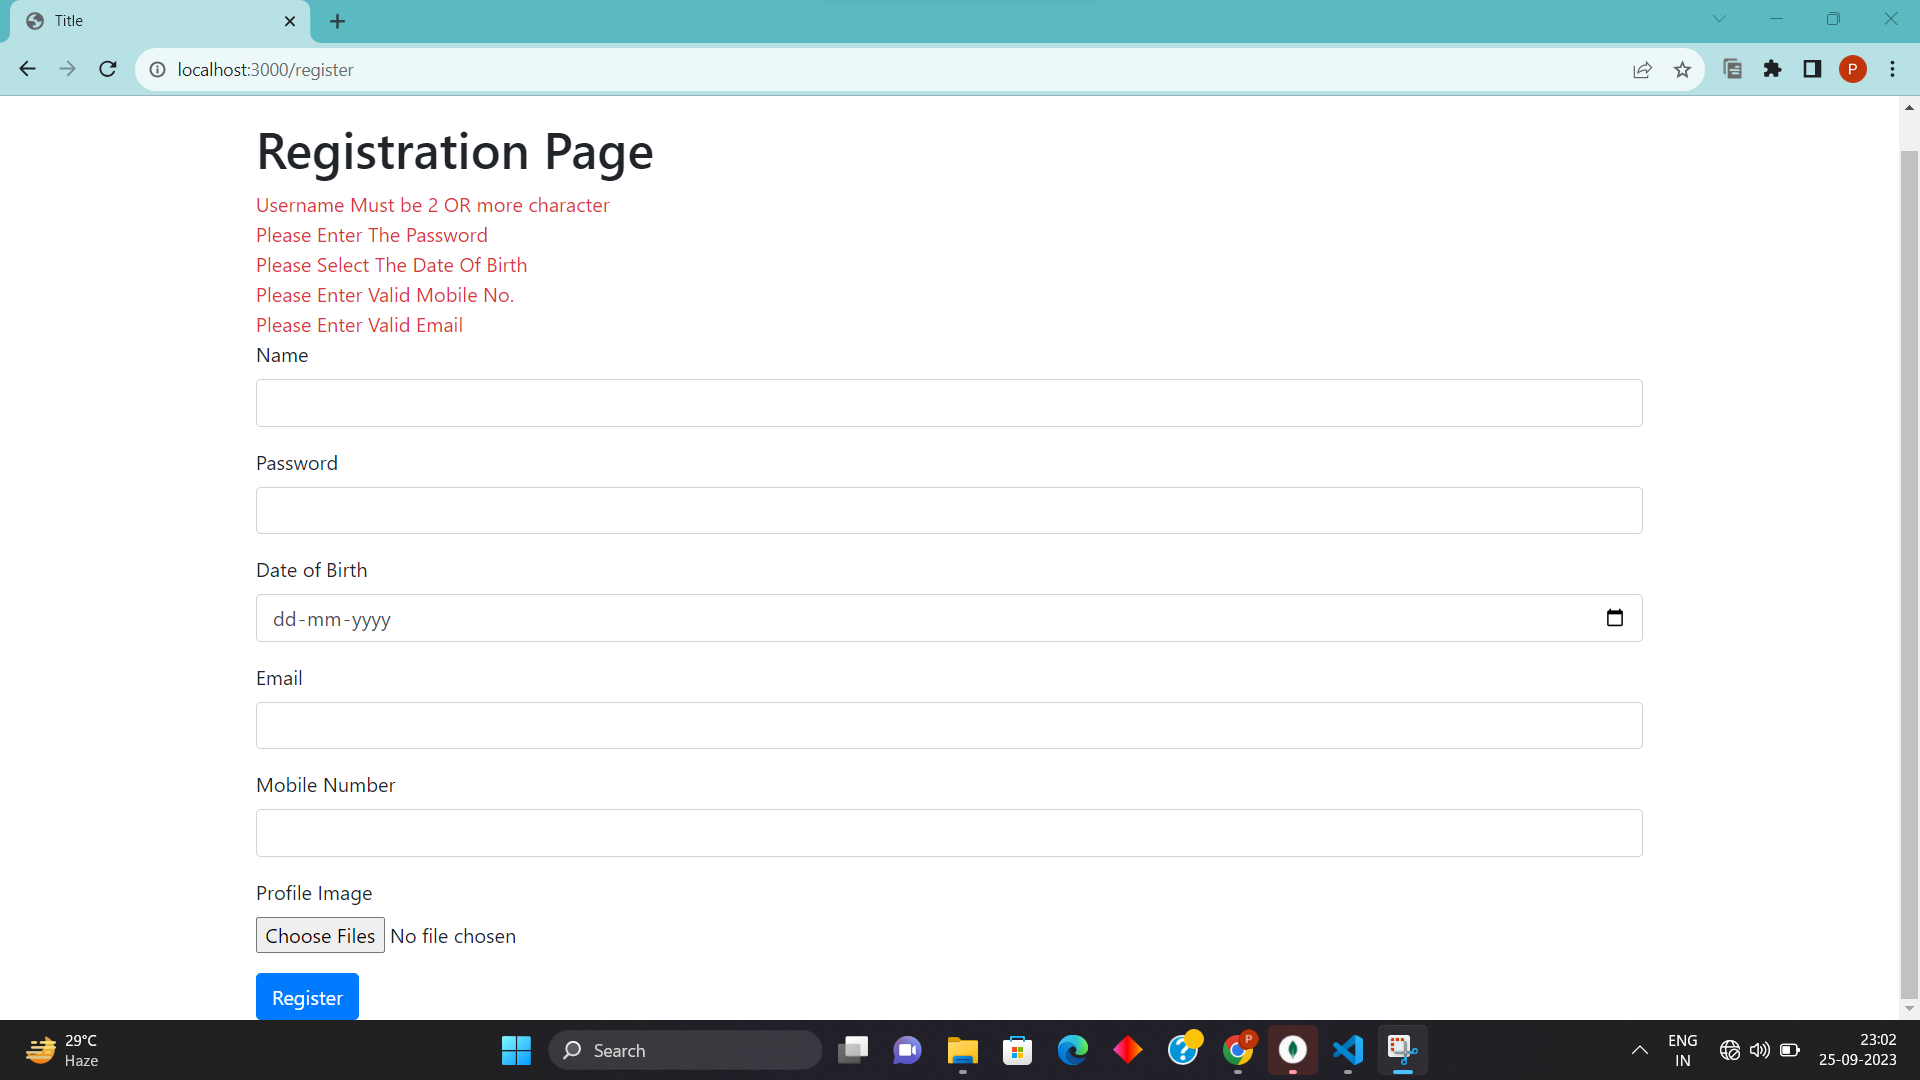 Title
localhost:3000/register
P
Registration Page
Username Must be 2 OR more character
Please Enter The Password
Please Select The Date Of Birth
Please Enter Valid Mobile No.
Please Enter Valid Email
Name
Password
Date of Birth
dd-mm-yyyy
Email
Mobile Number
Profile Image
Choose Files No file chosen
Register
29°C
Haze
Search
P
ENG
IN
23:02
25-09-2023